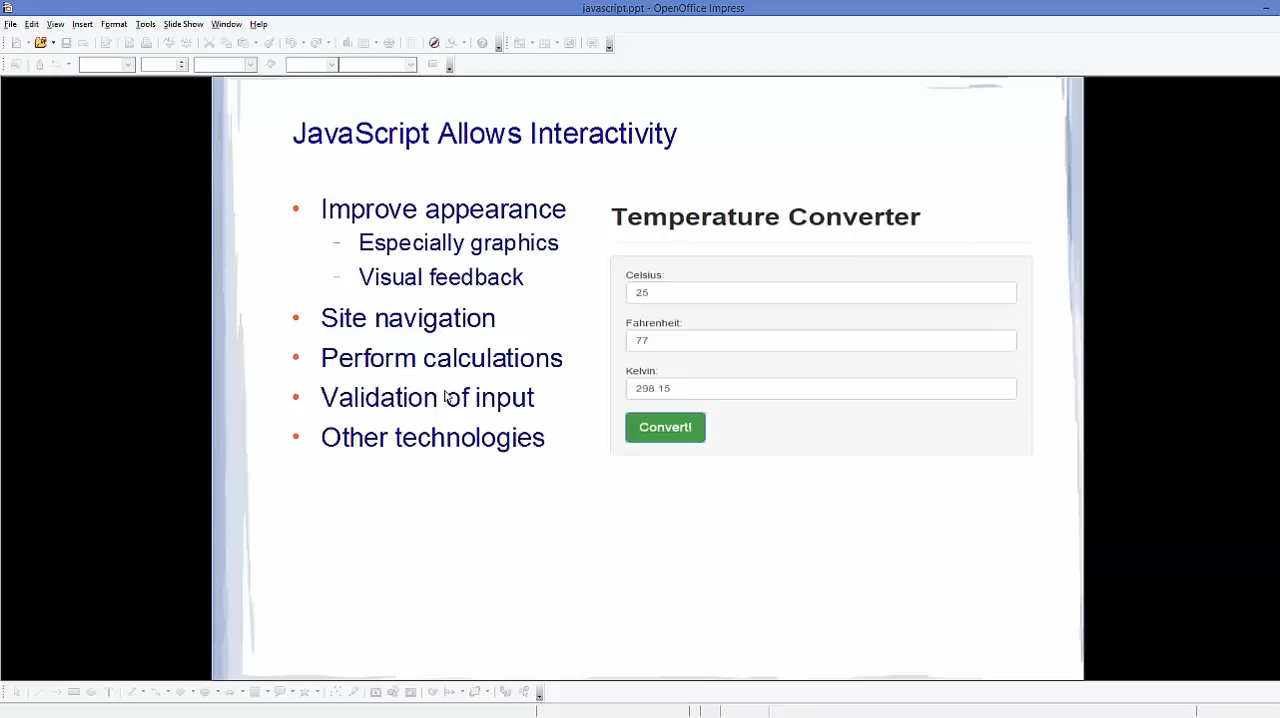 javascript.ppt - OpenOffice Impress
File Edit View Insert Format Tools Slide Show Window Help
JavaScript Allows Interactivity
• Improve appearance
- Especially graphics
- Visual feedback
• Site navigation
• Perform calculations
• Validation of input
• Other technologies
Temperature Converter
Celsius:
25
Fahrenheit:
77
Kelvin:
298.15
Convert!